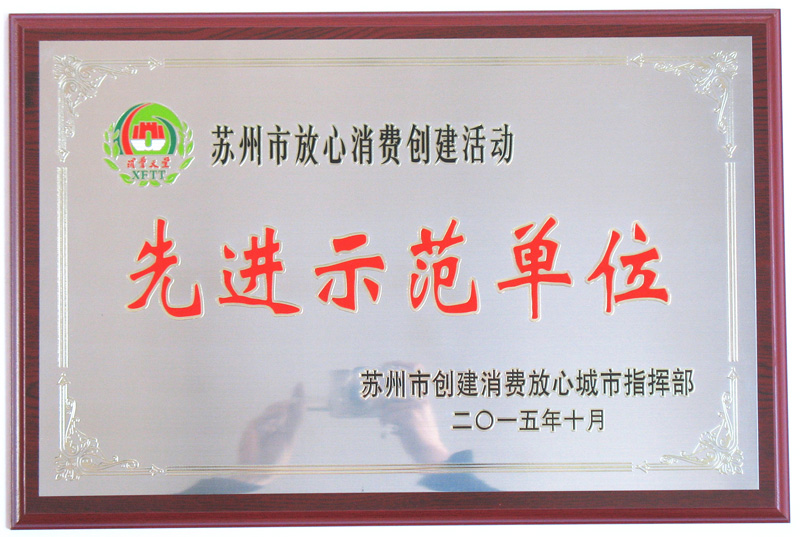 苏州市放心消费创建活动
消费天堂
XFTT
先进示范单位
苏州市创建消费放心城市指挥部
二〇一五年十月